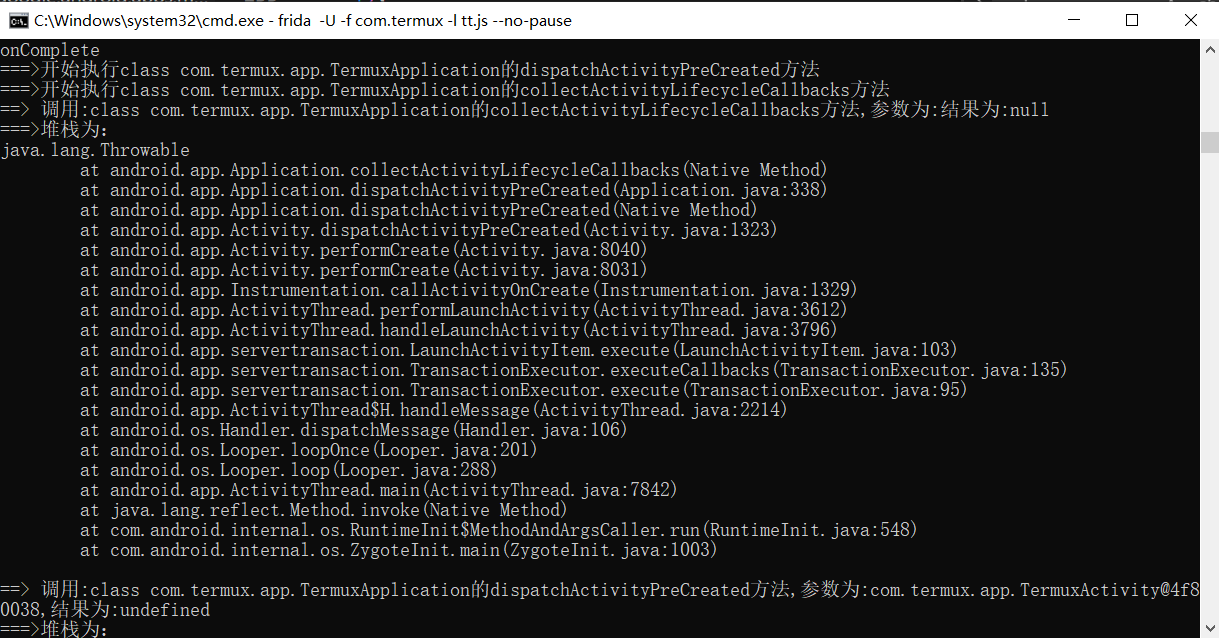 C:\Windows\system32\cmd.exe - frida  -U -f com.termux -l tt.js --no-pause
onComplete
===>开始执行class com.termux.app.TermuxApplication的dispatchActivityPreCreated方法
===>开始执行class com.termux.app.TermuxApplication的collectActivityLifecycleCallbacks方法
==> 调用:class com.termux.app.TermuxApplication的collectActivityLifecycleCallbacks方法,参数为:结果为:null
===>堆栈为:
java.lang.Throwable
        at android.app.Application.collectActivityLifecycleCallbacks(Native Method)
        at android.app.Application.dispatchActivityPreCreated(Application.java:338)
        at android.app.Application.dispatchActivityPreCreated(Native Method)
        at android.app.Activity.dispatchActivityPreCreated(Activity.java:1323)
        at android.app.Activity.performCreate(Activity.java:8040)
        at android.app.Activity.performCreate(Activity.java:8031)
        at android.app.Instrumentation.callActivityOnCreate(Instrumentation.java:1329)
        at android.app.ActivityThread.performLaunchActivity(ActivityThread.java:3612)
        at android.app.ActivityThread.handleLaunchActivity(ActivityThread.java:3796)
        at android.app.servertransaction.LaunchActivityItem.execute(LaunchActivityItem.java:103)
        at android.app.servertransaction.TransactionExecutor.executeCallbacks(TransactionExecutor.java:135)
        at android.app.servertransaction.TransactionExecutor.execute(TransactionExecutor.java:95)
        at android.app.ActivityThread$H.handleMessage(ActivityThread.java:2214)
        at android.os.Handler.dispatchMessage(Handler.java:106)
        at android.os.Looper.loopOnce(Looper.java:201)
        at android.os.Looper.loop(Looper.java:288)
        at android.app.ActivityThread.main(ActivityThread.java:7842)
        at java.lang.reflect.Method.invoke(Native Method)
        at com.android.internal.os.RuntimeInit$MethodAndArgsCaller.run(RuntimeInit.java:548)
        at com.android.internal.os.ZygoteInit.main(ZygoteInit.java:1003)
==> 调用:class com.termux.app.TermuxApplication的dispatchActivityPreCreated方法,参数为:com.termux.app.TermuxActivity@4f8
0038,结果为:undefined
===>堆栈为: